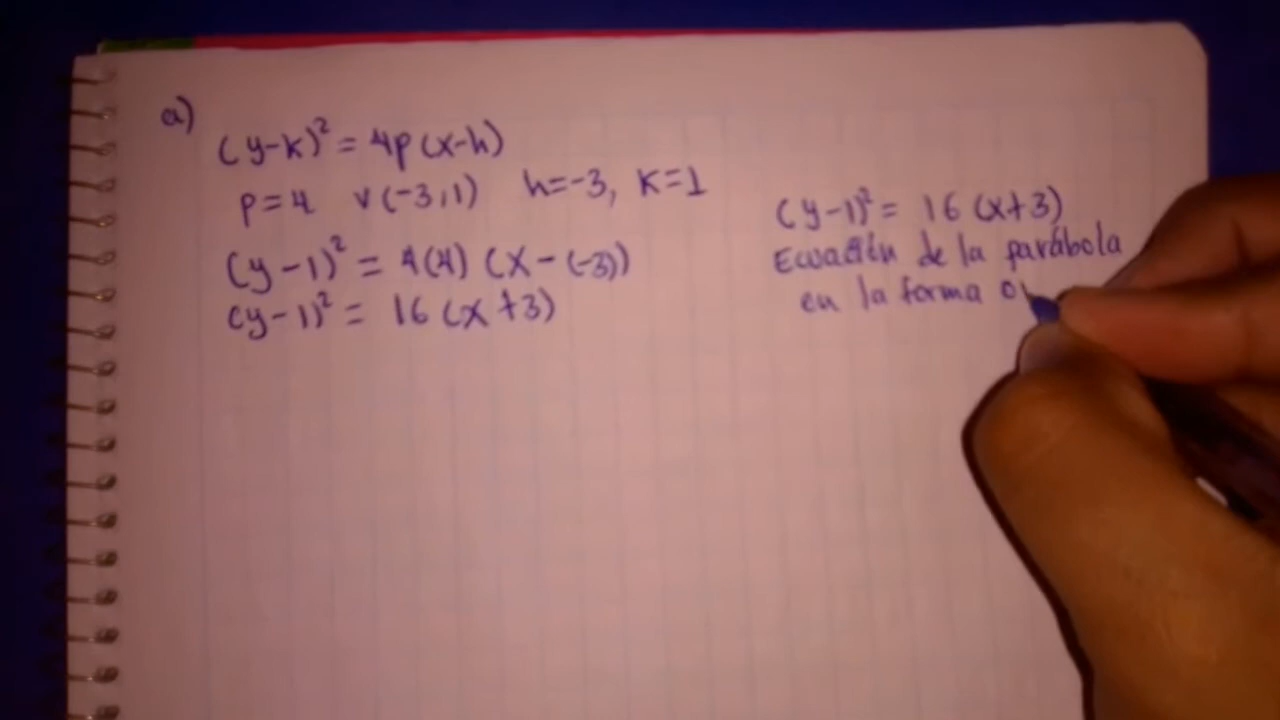 a)
(y-k)² = 4p(x-h)
p=4 v(-3,1) h=-3, k=1
(y-1)² = 4(4) (x-(-3))
(y-1)² = 16 (x+3)
(y-1)² = 16 (x+3)
Ecuación de la parábola
en la forma